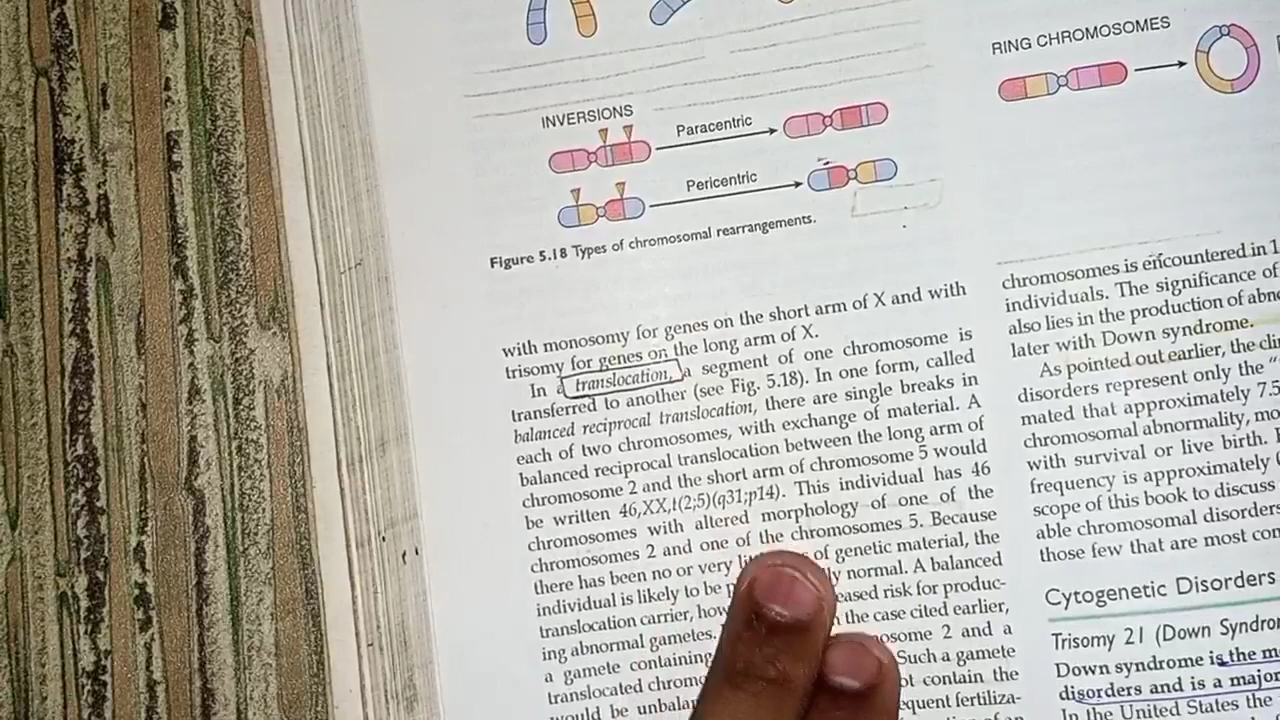 RING CHROMOSOMES
INVERSIONS
Paracentric
Pericentric
Figure 5.18 Types of chromosomal rearrangements.
with monosomy for genes on the short arm of X and with
trisomy for genes on the long arm of X.
In a translocation, a segment of one chromosome is
transferred to another (see Fig. 5.18). In one form, called
balanced reciprocal translocation, there are single breaks in
each of two chromosomes, with exchange of material. A
balanced reciprocal translocation between the long arm of
chromosome 2 and the short arm of chromosome 5 would
be written 46,XX,t(2;5)(q31;p14). This individual has 46
chromosomes with altered morphology of one of the
chromosomes 2 and one of the chromosomes 5. Because
there has been no or very of genetic material, the
individual is likely to be normal. A balanced
translocation carrier, risk for produc-
ing abnormal gametes. the case cited earlier,
a gamete containing 2 and a
translocated Such a gamete
would be contain the
fertiliza-
chromosomes is encountered in
individuals. The significance of
also lies in the production of
later with Down syndrome.
As pointed out earlier, the
disorders represent only the "
mated that approximately 7.5
chromosomal abnormality,
with survival or live birth.
frequency is approximately
scope of this book to discuss
able chromosomal disorders
those few that are most
Cytogenetic Disorders
Trisomy 21 (Down
Down syndrome is the
disorders and is a major
In the United States the